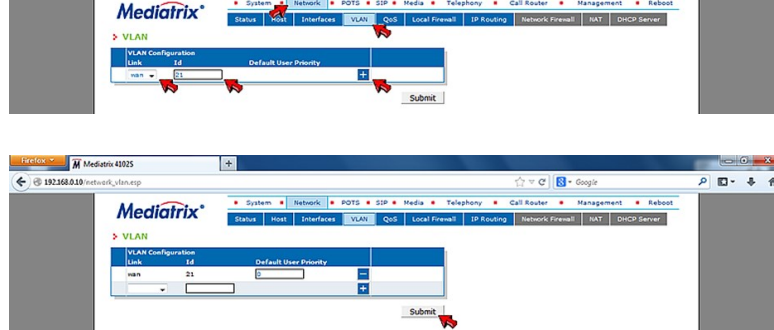 Mediatrix
System Network POTS SIP Media Telephony Call Router Management Reboot
Status Host Interfaces VLAN QoS Local Firewall IP Routing Network Firewall NAT DHCP Server
VLAN
VLAN Configuration
Link Id Default User Priority
wan 21 +
Submit
Firefox Mediatrix 4102S +
192.168.0.10/network_vlan.esp Google
Mediatrix
System Network POTS SIP Media Telephony Call Router Management Reboot
Status Host Interfaces VLAN QoS Local Firewall IP Routing Network Firewall NAT DHCP Server
VLAN
VLAN Configuration
Link Id Default User Priority
wan 21 0 -
+
Submit